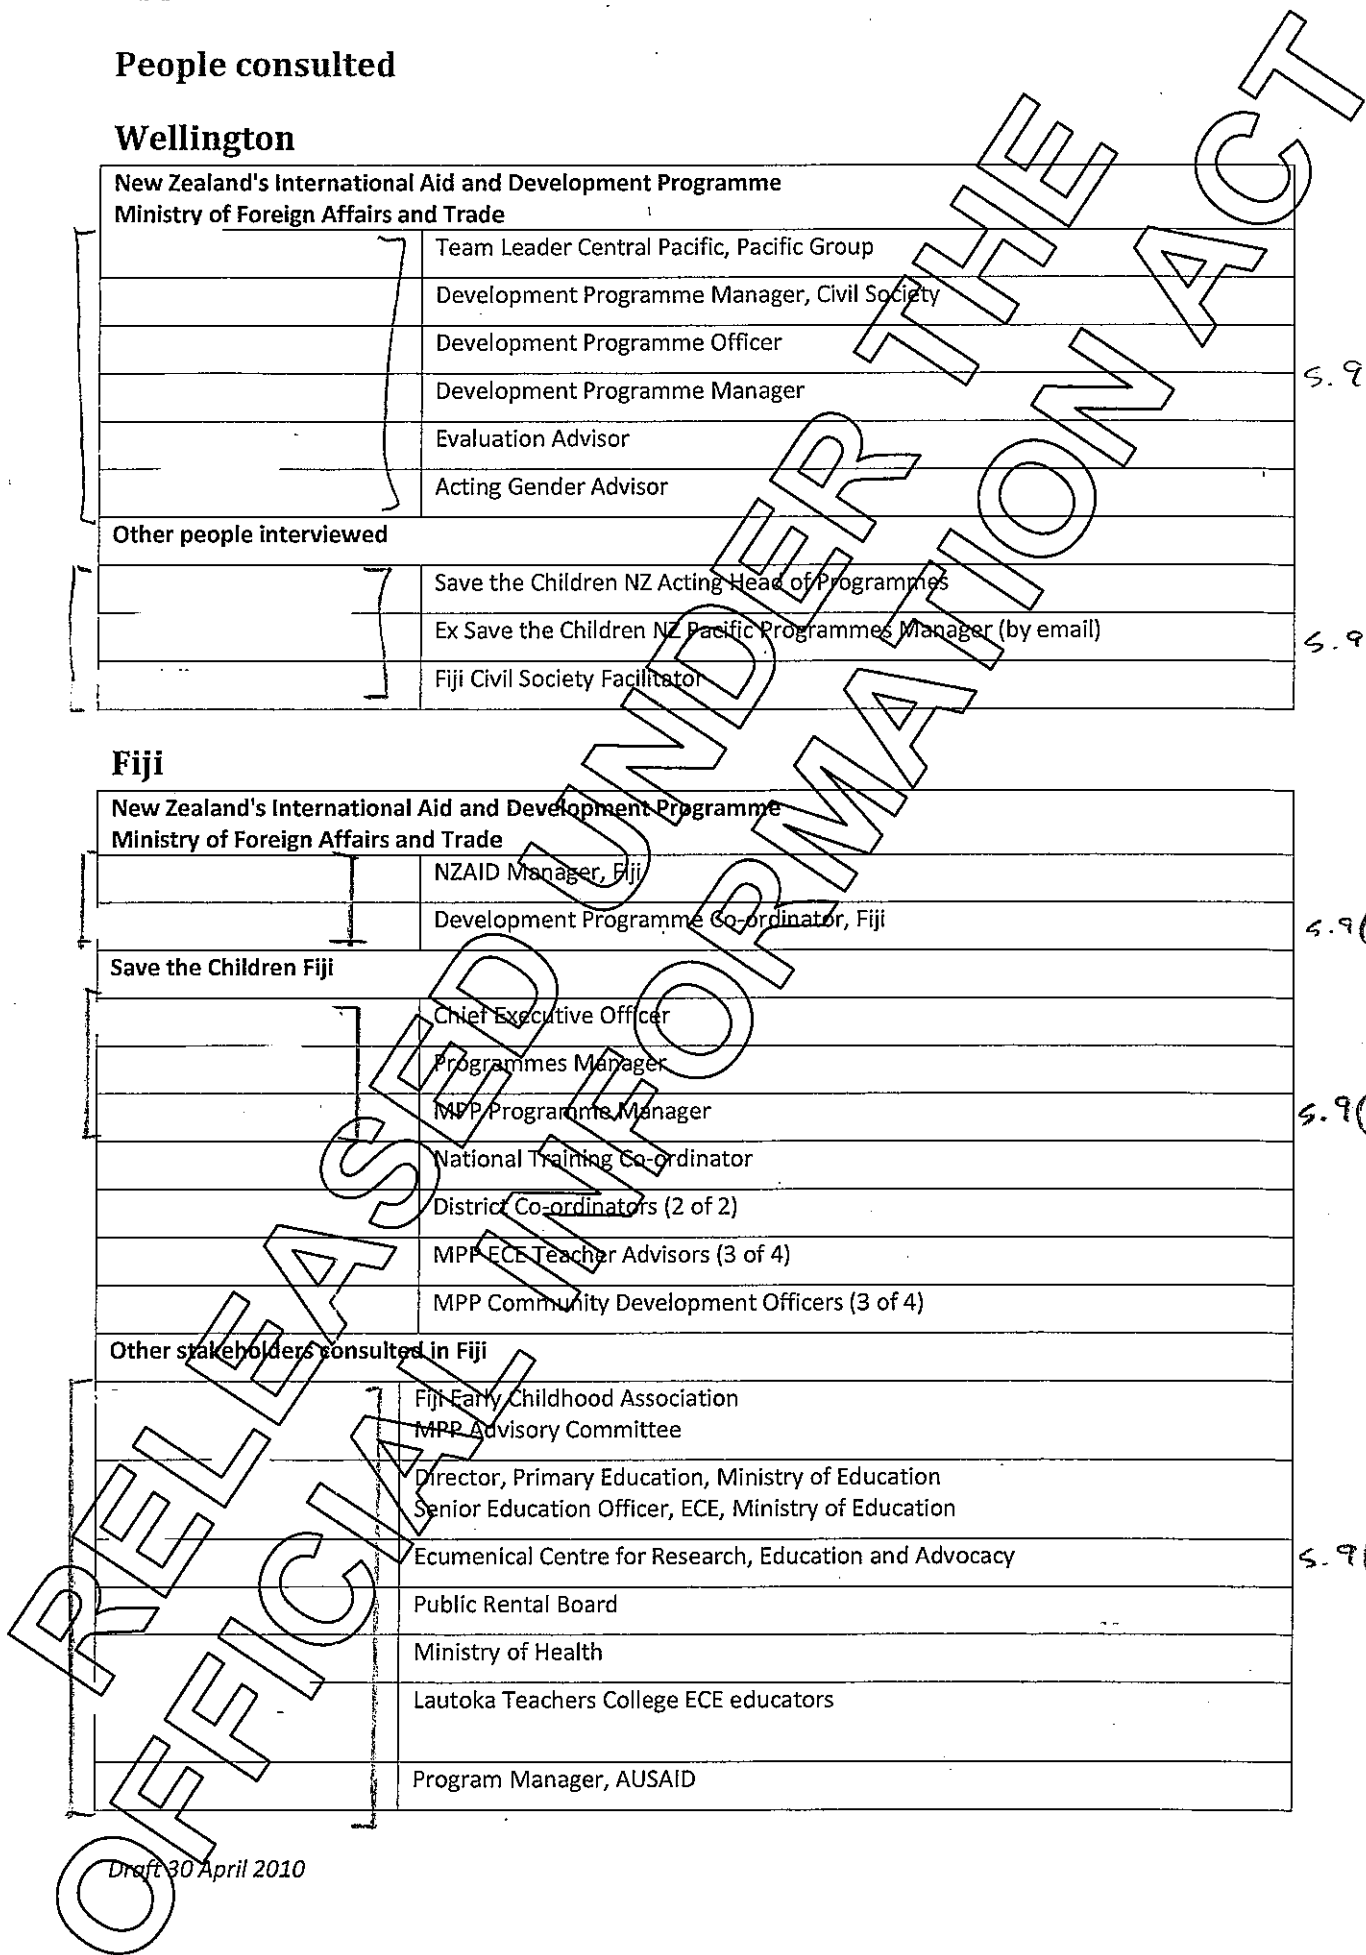 People consulted
Wellington
New Zealand's International Aid and Development Programme
Ministry of Foreign Affairs and Trade
Team Leader Central Pacific, Pacific Group
Development Programme Manager, Civil Society
Development Programme Officer
Development Programme Manager
s.9
Evaluation Advisor
Acting Gender Advisor
Other people interviewed
Save the Children NZ Acting Head of Programmes
Ex Save the Children NZ Pacific Programmes Manager (by email)
s.9
Fiji Civil Society Facilitator
Fiji
New Zealand's International Aid and Development Programme
Ministry of Foreign Affairs and Trade
NZAID Manager, Fiji
Development Programme Co-ordinator, Fiji
s.9(
Save the Children Fiji
Chief Executive Officer
Programmes Manager
MPP Programme Manager
s.9(
National Training Co-ordinator
District Co-ordinators (2 of 2)
MPP ECE Teacher Advisors (3 of 4)
MPP Community Development Officers (3 of 4)
Other stakeholders consulted in Fiji
Fiji Early Childhood Association
MPP Advisory Committee
Director, Primary Education, Ministry of Education
Senior Education Officer, ECE, Ministry of Education
Ecumenical Centre for Research, Education and Advocacy
s.9(
Public Rental Board
Ministry of Health
Lautoka Teachers College ECE educators
Program Manager, AUSAID
Draft 30 April 2010
RELEASED UNDER THE
OFFICIAL INFORMATION ACT